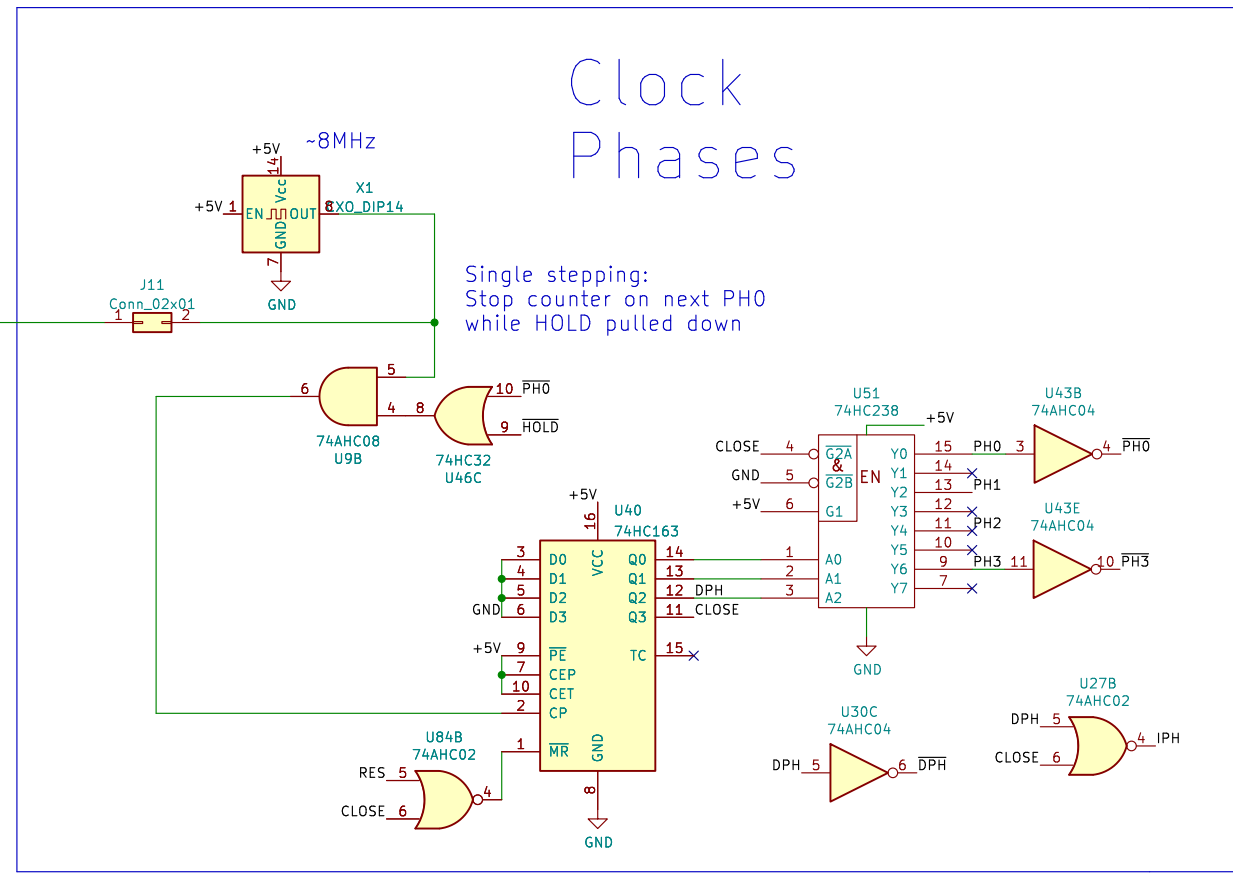 Clock
Phases
~8MHz
+5V
14
Vcc
X1
CXO_DIP14
+5V 1 EN OUT 8
GND
7
GND
Single stepping:
Stop counter on next PH0
while HOLD pulled down
J11
Conn_02x01
1 2
6 5
4 8
10 PH0
9 HOLD
74AHC08
U9B
74HC32
U46C
U51
74HC238
+5V
CLOSE 4 G2A
GND 5 G2B
+5V 6 G1
&
EN
1 A0
2 A1
3 A2
Y0 15 PH0
Y1 14
Y2 13 PH1
Y3 12
Y4 11 PH2
Y5 10
Y6 9 PH3
Y7 7
GND
U43B
74AHC04
3 4 PH0
U43E
74AHC04
11 10 PH3
+5V
16
VCC
U40
74HC163
3 D0
4 D1
5 D2
GND 6 D3
+5V 9 PE
7 CEP
10 CET
2 CP
1 MR
Q0 14
Q1 13
Q2 12 DPH
Q3 11 CLOSE
TC 15
GND
8
GND
U84B
74AHC02
RES 5
CLOSE 6
4
U30C
74AHC04
DPH 5 6 DPH
U27B
74AHC02
DPH 5
CLOSE 6
4 IPH